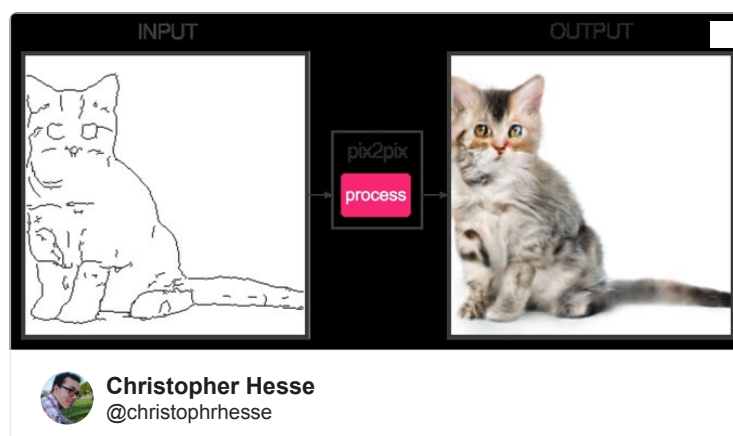 INPUT
OUTPUT
pix2pix
process
Christopher Hesse
@christophrhesse